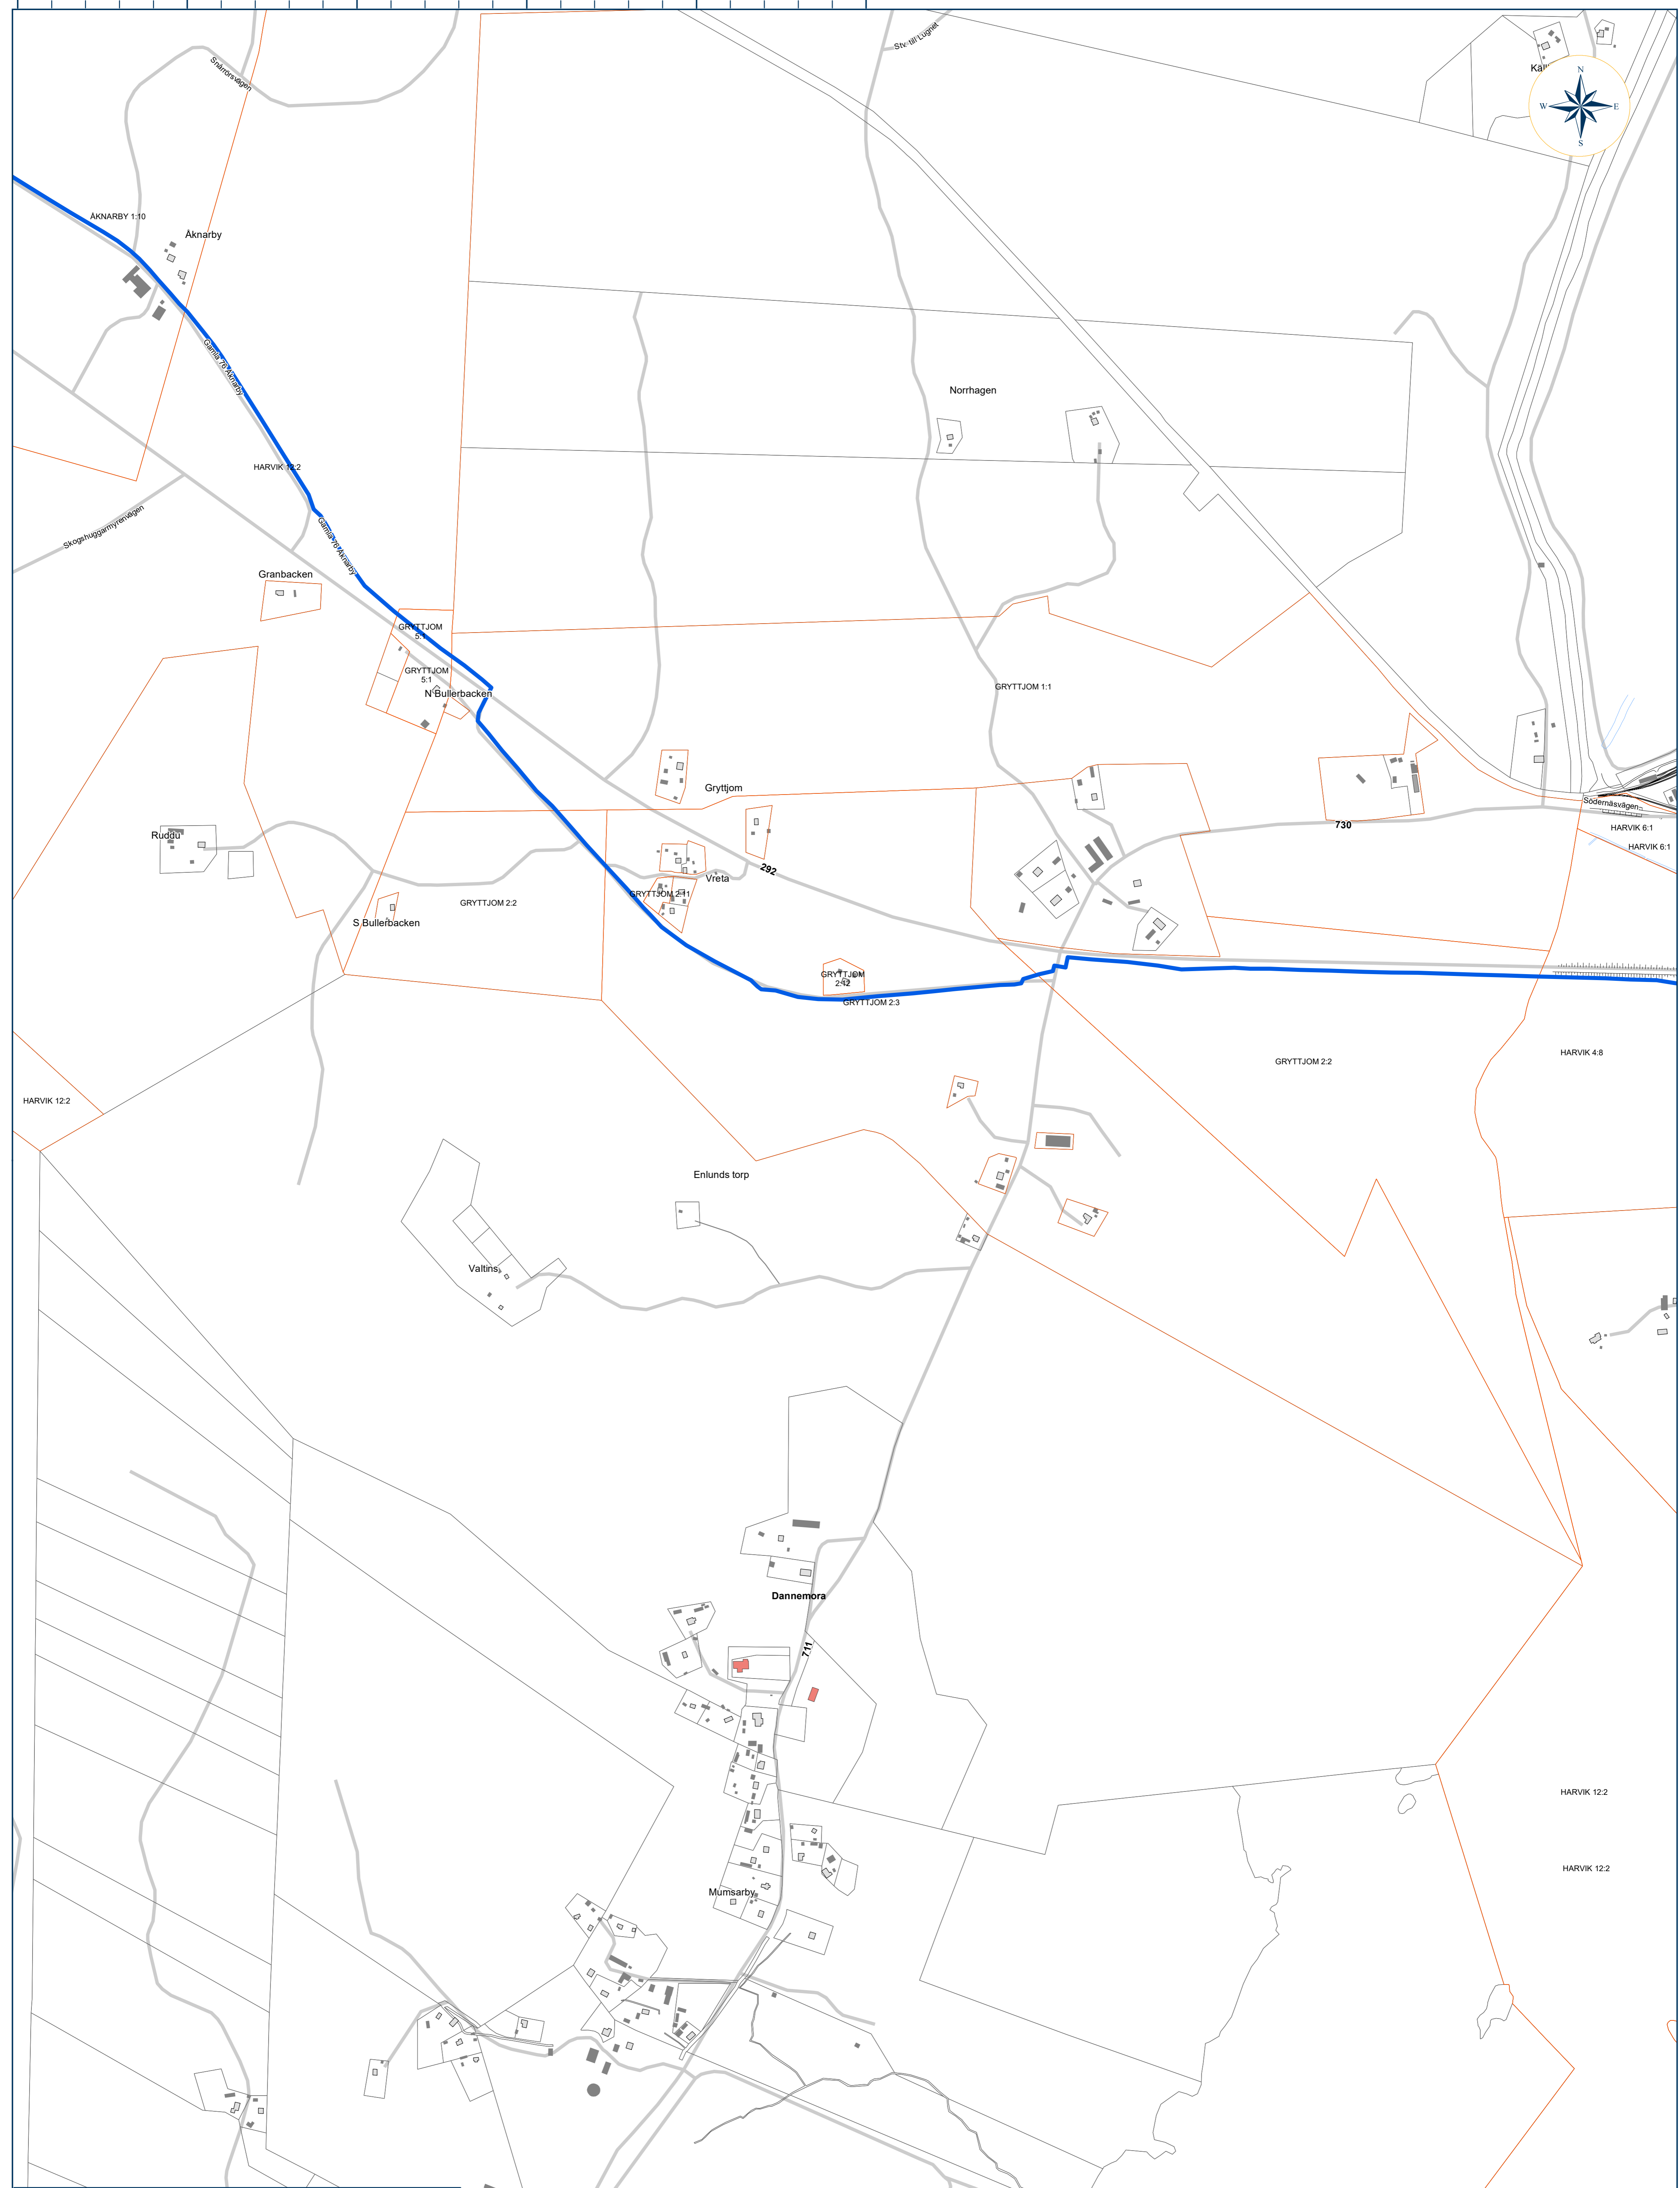 Stv till Lugnet
Snårrörsvägen
N
W
E
S
ÅKNARBY 1:10
Åknarby
Gamla 76 Åknarby
Norrhagen
HARVIK 12:2
Skogshuggarmyrenvägen
Gamla 76 Åknarby
Granbacken
GRYTTJOM
5:1
GRYTTJOM
5:1
N Bullerbacken
GRYTTJOM 1:1
Gryttjom
Södernäsvägen
730
HARVIK 6:1
HARVIK 6:1
Ruddu
292
Vreta
GRYTTJOM 2:11
GRYTTJOM 2:2
S Bullerbacken
GRYTTJOM
2:42
GRYTTJOM 2:3
GRYTTJOM 2:2
HARVIK 4:8
HARVIK 12:2
Enlunds torp
Valtins
Dannemora
711
HARVIK 12:2
HARVIK 12:2
Mumsarby